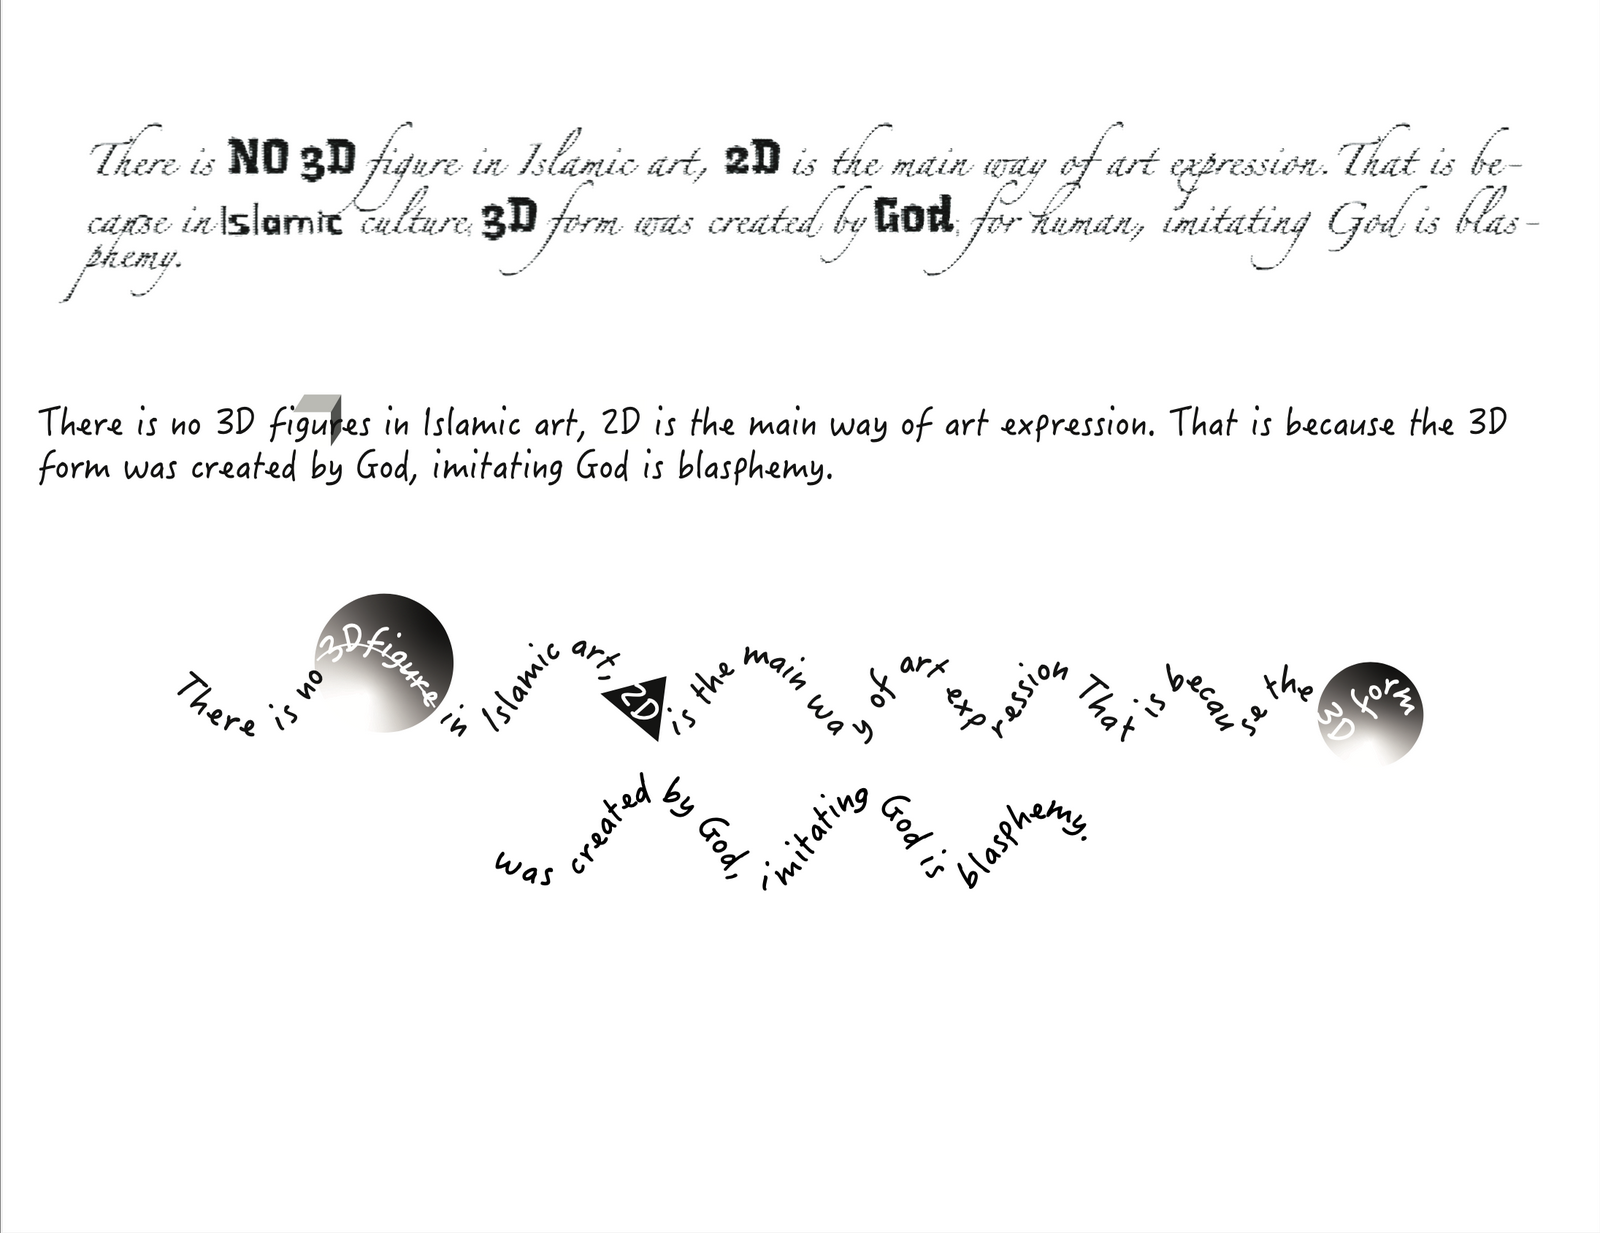 There is NO 3D figure in Islamic art, 2D is the main way of art expression. That is be-
canse in Islamic culture, 3D form was created by God, for human, imitating God is blas-
phemy.
There is no 3D figures in Islamic art, 2D is the main way of art expression. That is because the 3D
form was created by God, imitating God is blasphemy.
There is no 3D figure in Islamic art, 2D is the main way of art expression That is because the 3D form
was created by God, imitating God is blasphemy.